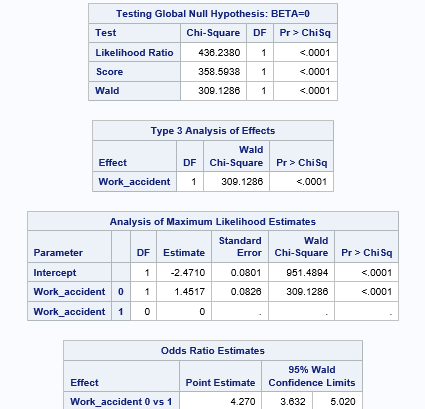 Testing Global Null Hypothesis: BETA=0
Test Chi-Square DF Pr > ChiSq
Likelihood Ratio 436.2380 1 <.0001
Score 358.5938 1 <.0001
Wald 309.1286 1 <.0001
Type 3 Analysis of Effects
Wald
Effect DF Chi-Square Pr > ChiSq
Work_accident 1 309.1286 <.0001
Analysis of Maximum Likelihood Estimates
Standard Wald
Parameter DF Estimate Error Chi-Square Pr > ChiSq
Intercept 1 -2.4710 0.0801 951.4894 <.0001
Work_accident 0 1 1.4517 0.0826 309.1286 <.0001
Work_accident 1 0 0 . . .
Odds Ratio Estimates
95% Wald
Effect Point Estimate Confidence Limits
Work_accident 0 vs 1 4.270 3.632 5.020